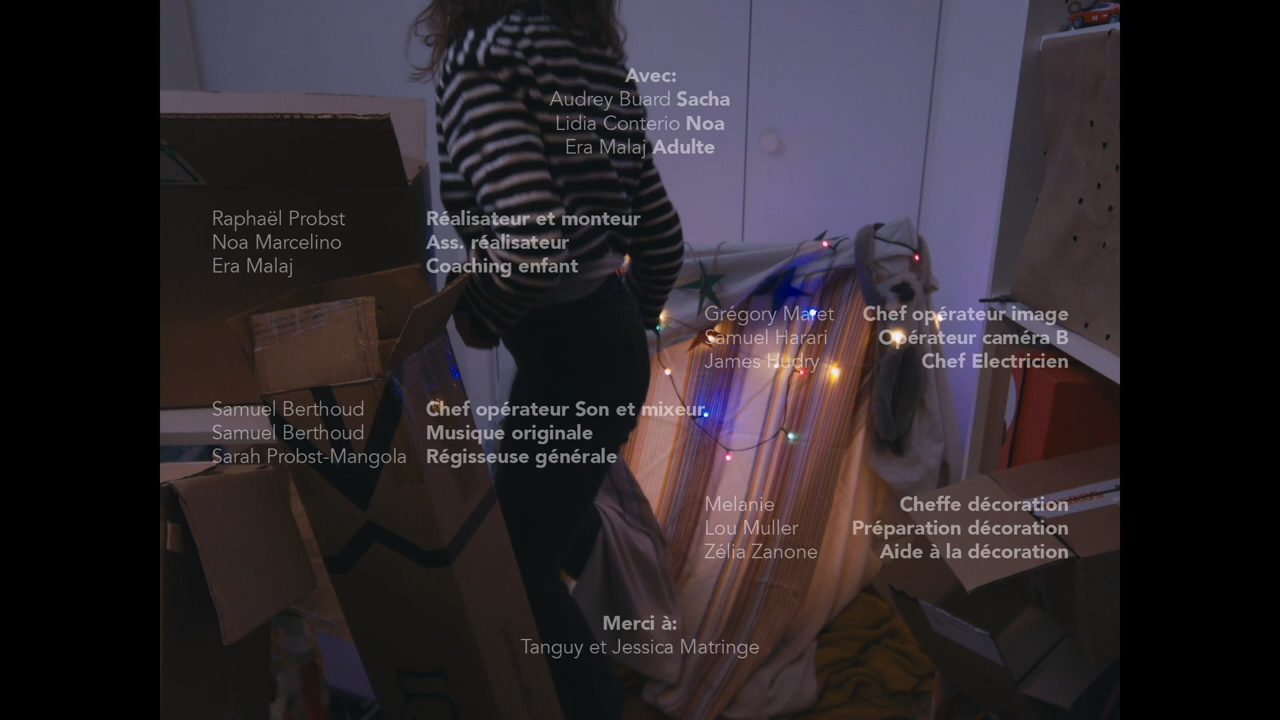 Avec:
Audrey Buard Sacha
Lidia Conterio Noa
Era Malaj Adulte
Raphaël Probst Réalisateur et monteur
Noa Marcelino Ass. réalisateur
Era Malaj Coaching enfant
Grégory Maret Chef opérateur image
Samuel Harari Opérateur caméra B
James Hudry Chef Electricien
Samuel Berthoud Chef opérateur Son et mixeur
Samuel Berthoud Musique originale
Sarah Probst-Mangola Régisseuse générale
Melanie Cheffe décoration
Lou Muller Préparation décoration
Zélia Zanone Aide à la décoration
Merci à:
Tanguy et Jessica Matringe